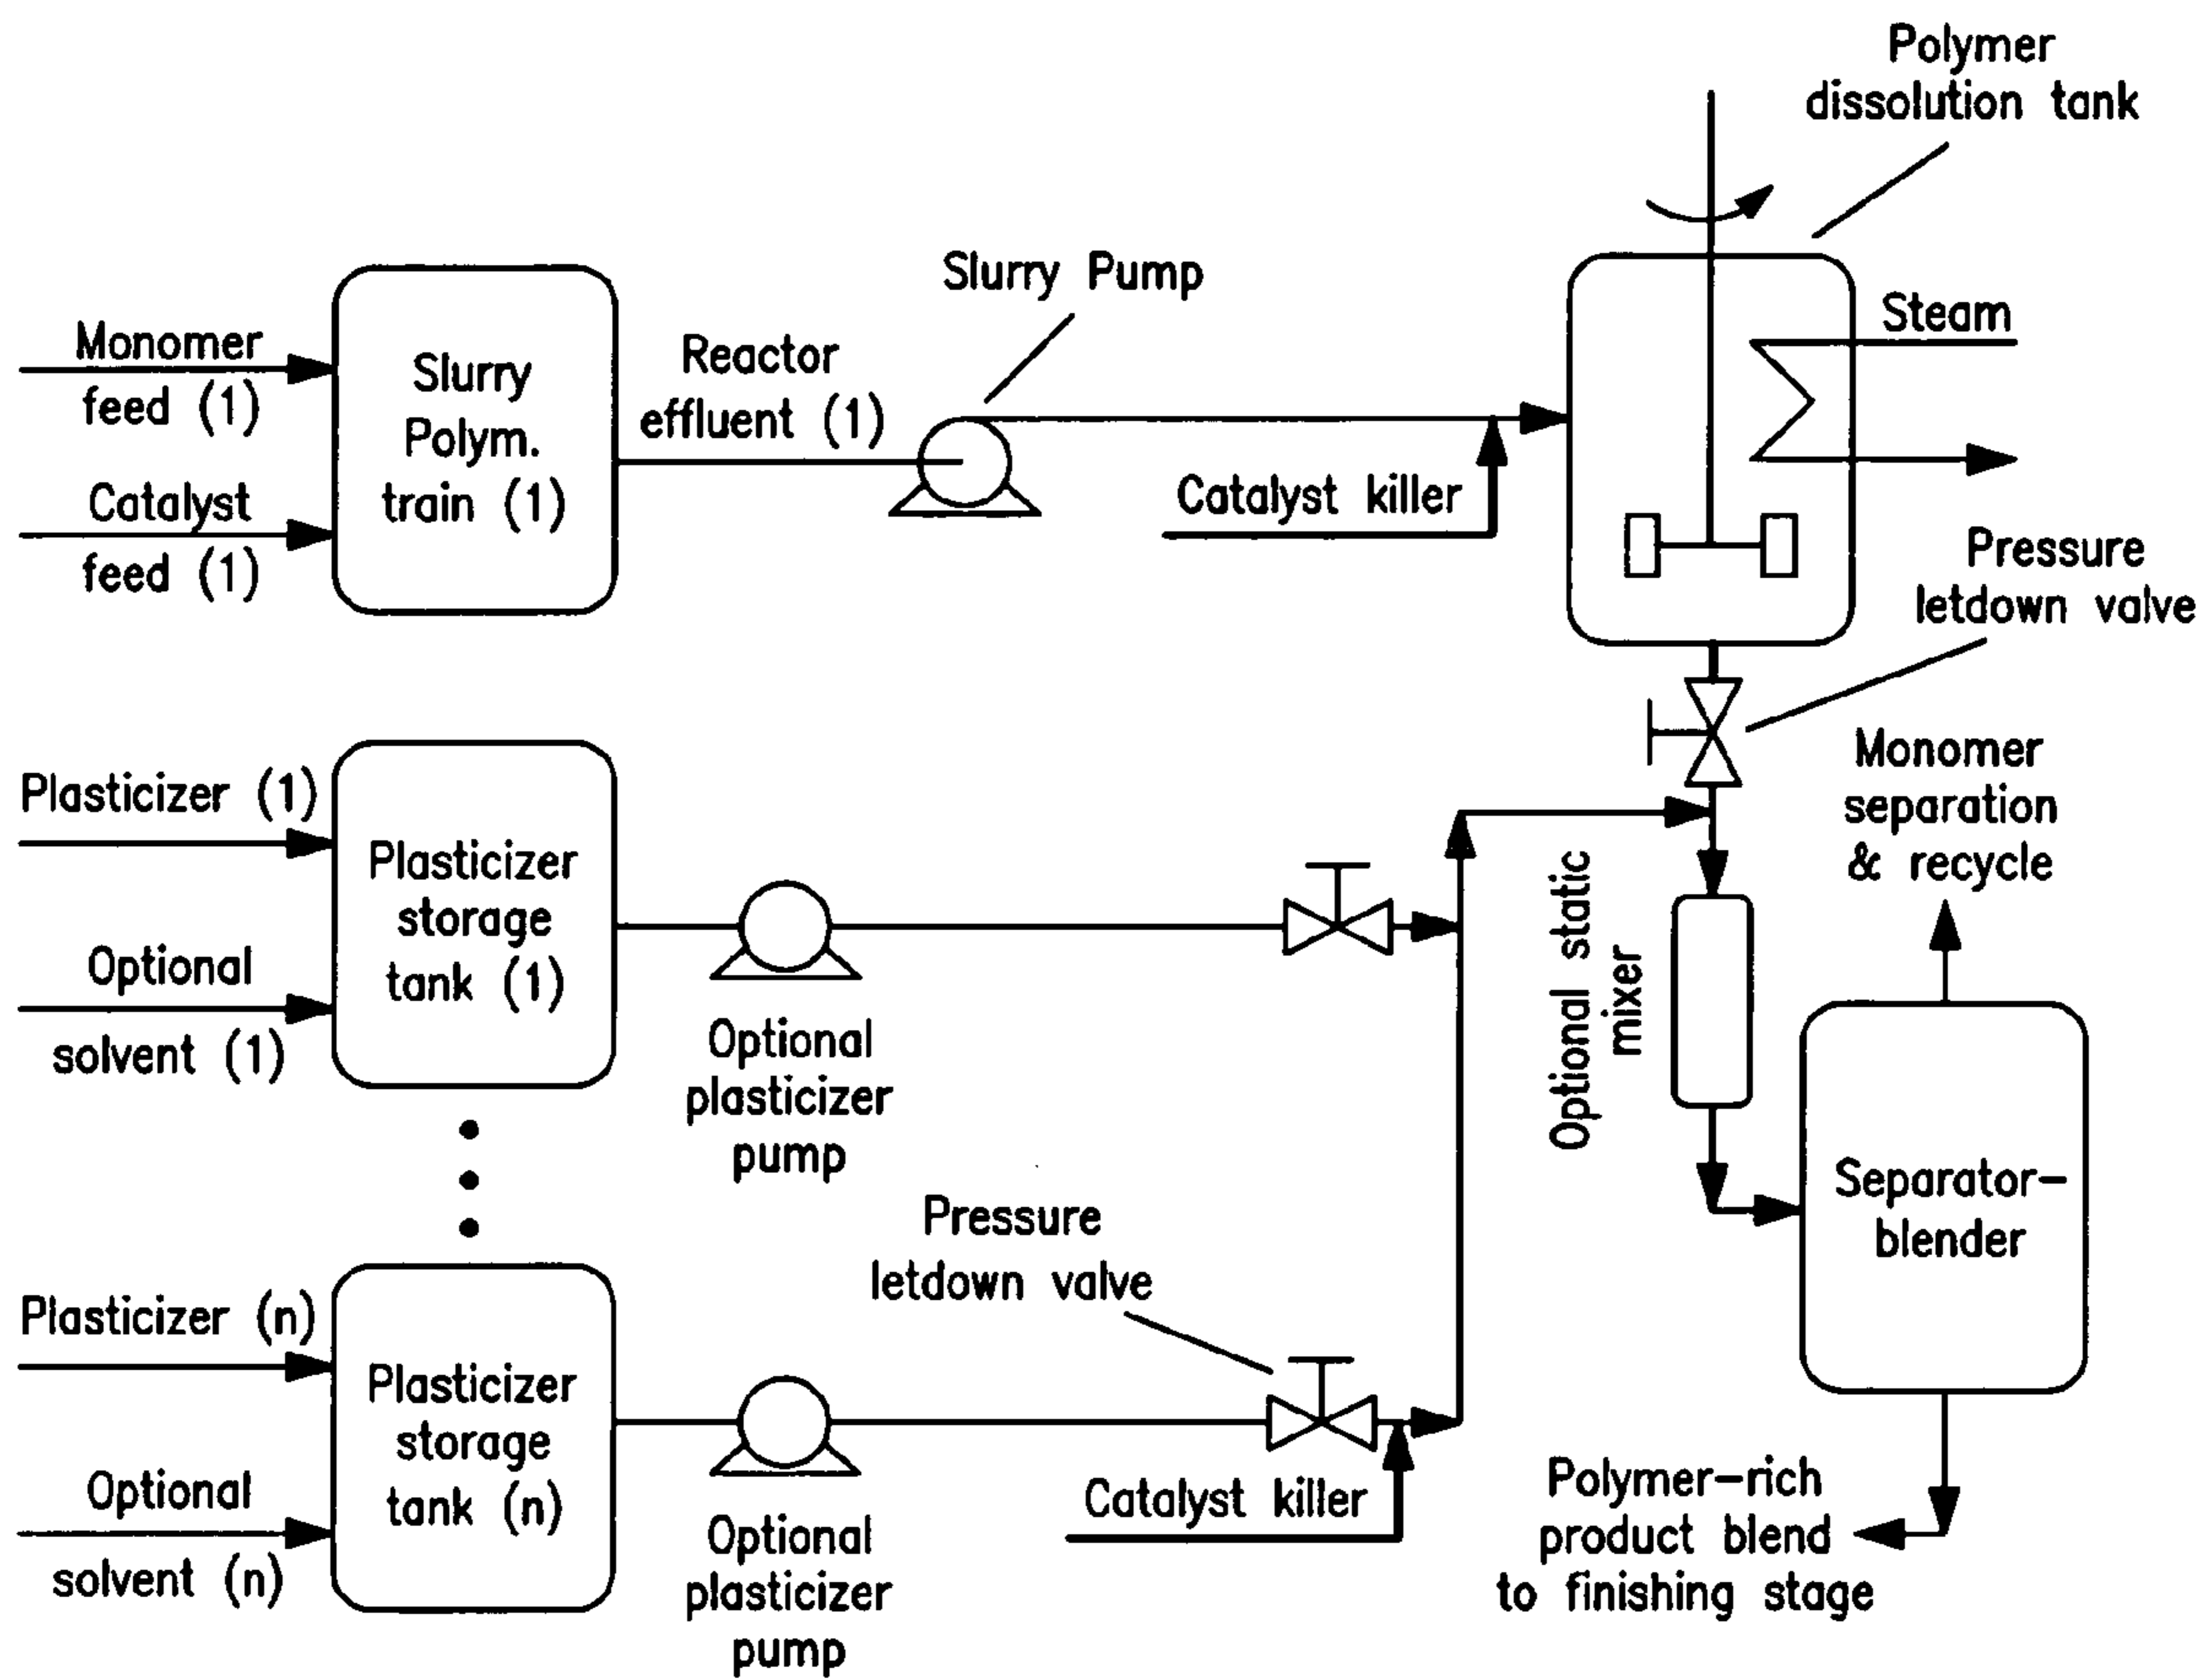 Polymer
dissolution tank
Slurry Pump
Steam
Monomer
feed (1)
Slurry
Polym.
train (1)
Reactor
effluent (1)
Catalyst
feed (1)
Catalyst killer
Pressure
letdown valve
Monomer
separation
& recycle
Plasticizer (1)
Plasticizer
storage
tank (1)
Optional
solvent (1)
Optional
plasticizer
pump
Optional static
mixer
Separator-
blender
Pressure
letdown valve
Plasticizer (n)
Plasticizer
storage
tank (n)
Optional
solvent (n)
Optional
plasticizer
pump
Catalyst killer
Polymer-rich
product blend
to finishing stage